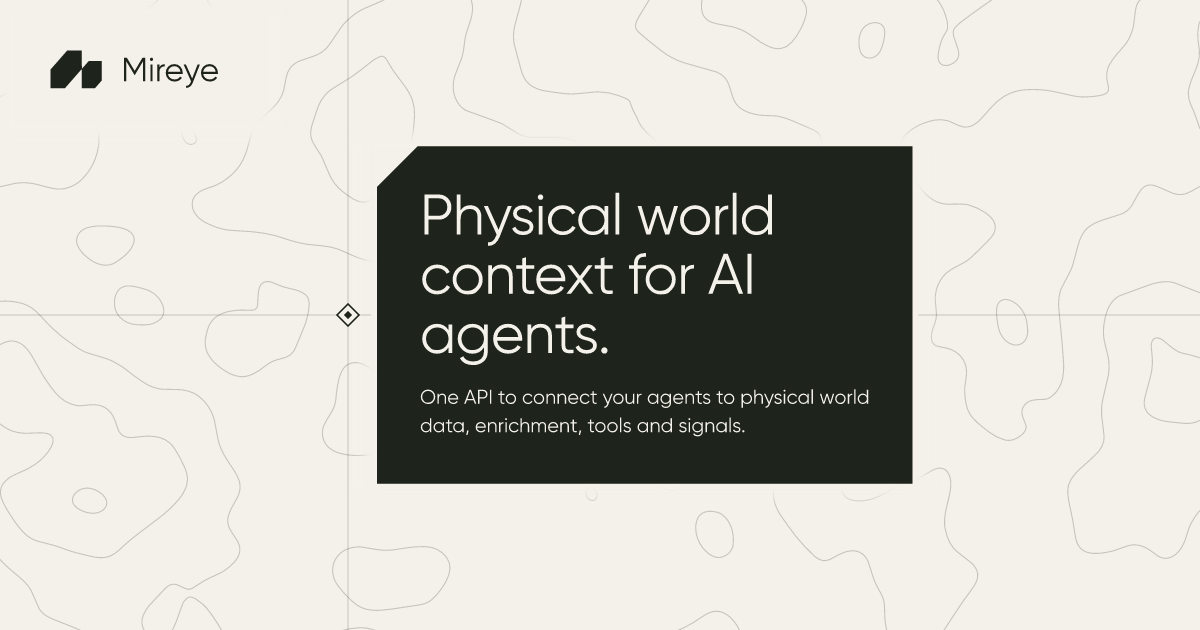 Mireye
Physical world
context for AI
agents.
One API to connect your agents to physical world
data, enrichment, tools and signals.